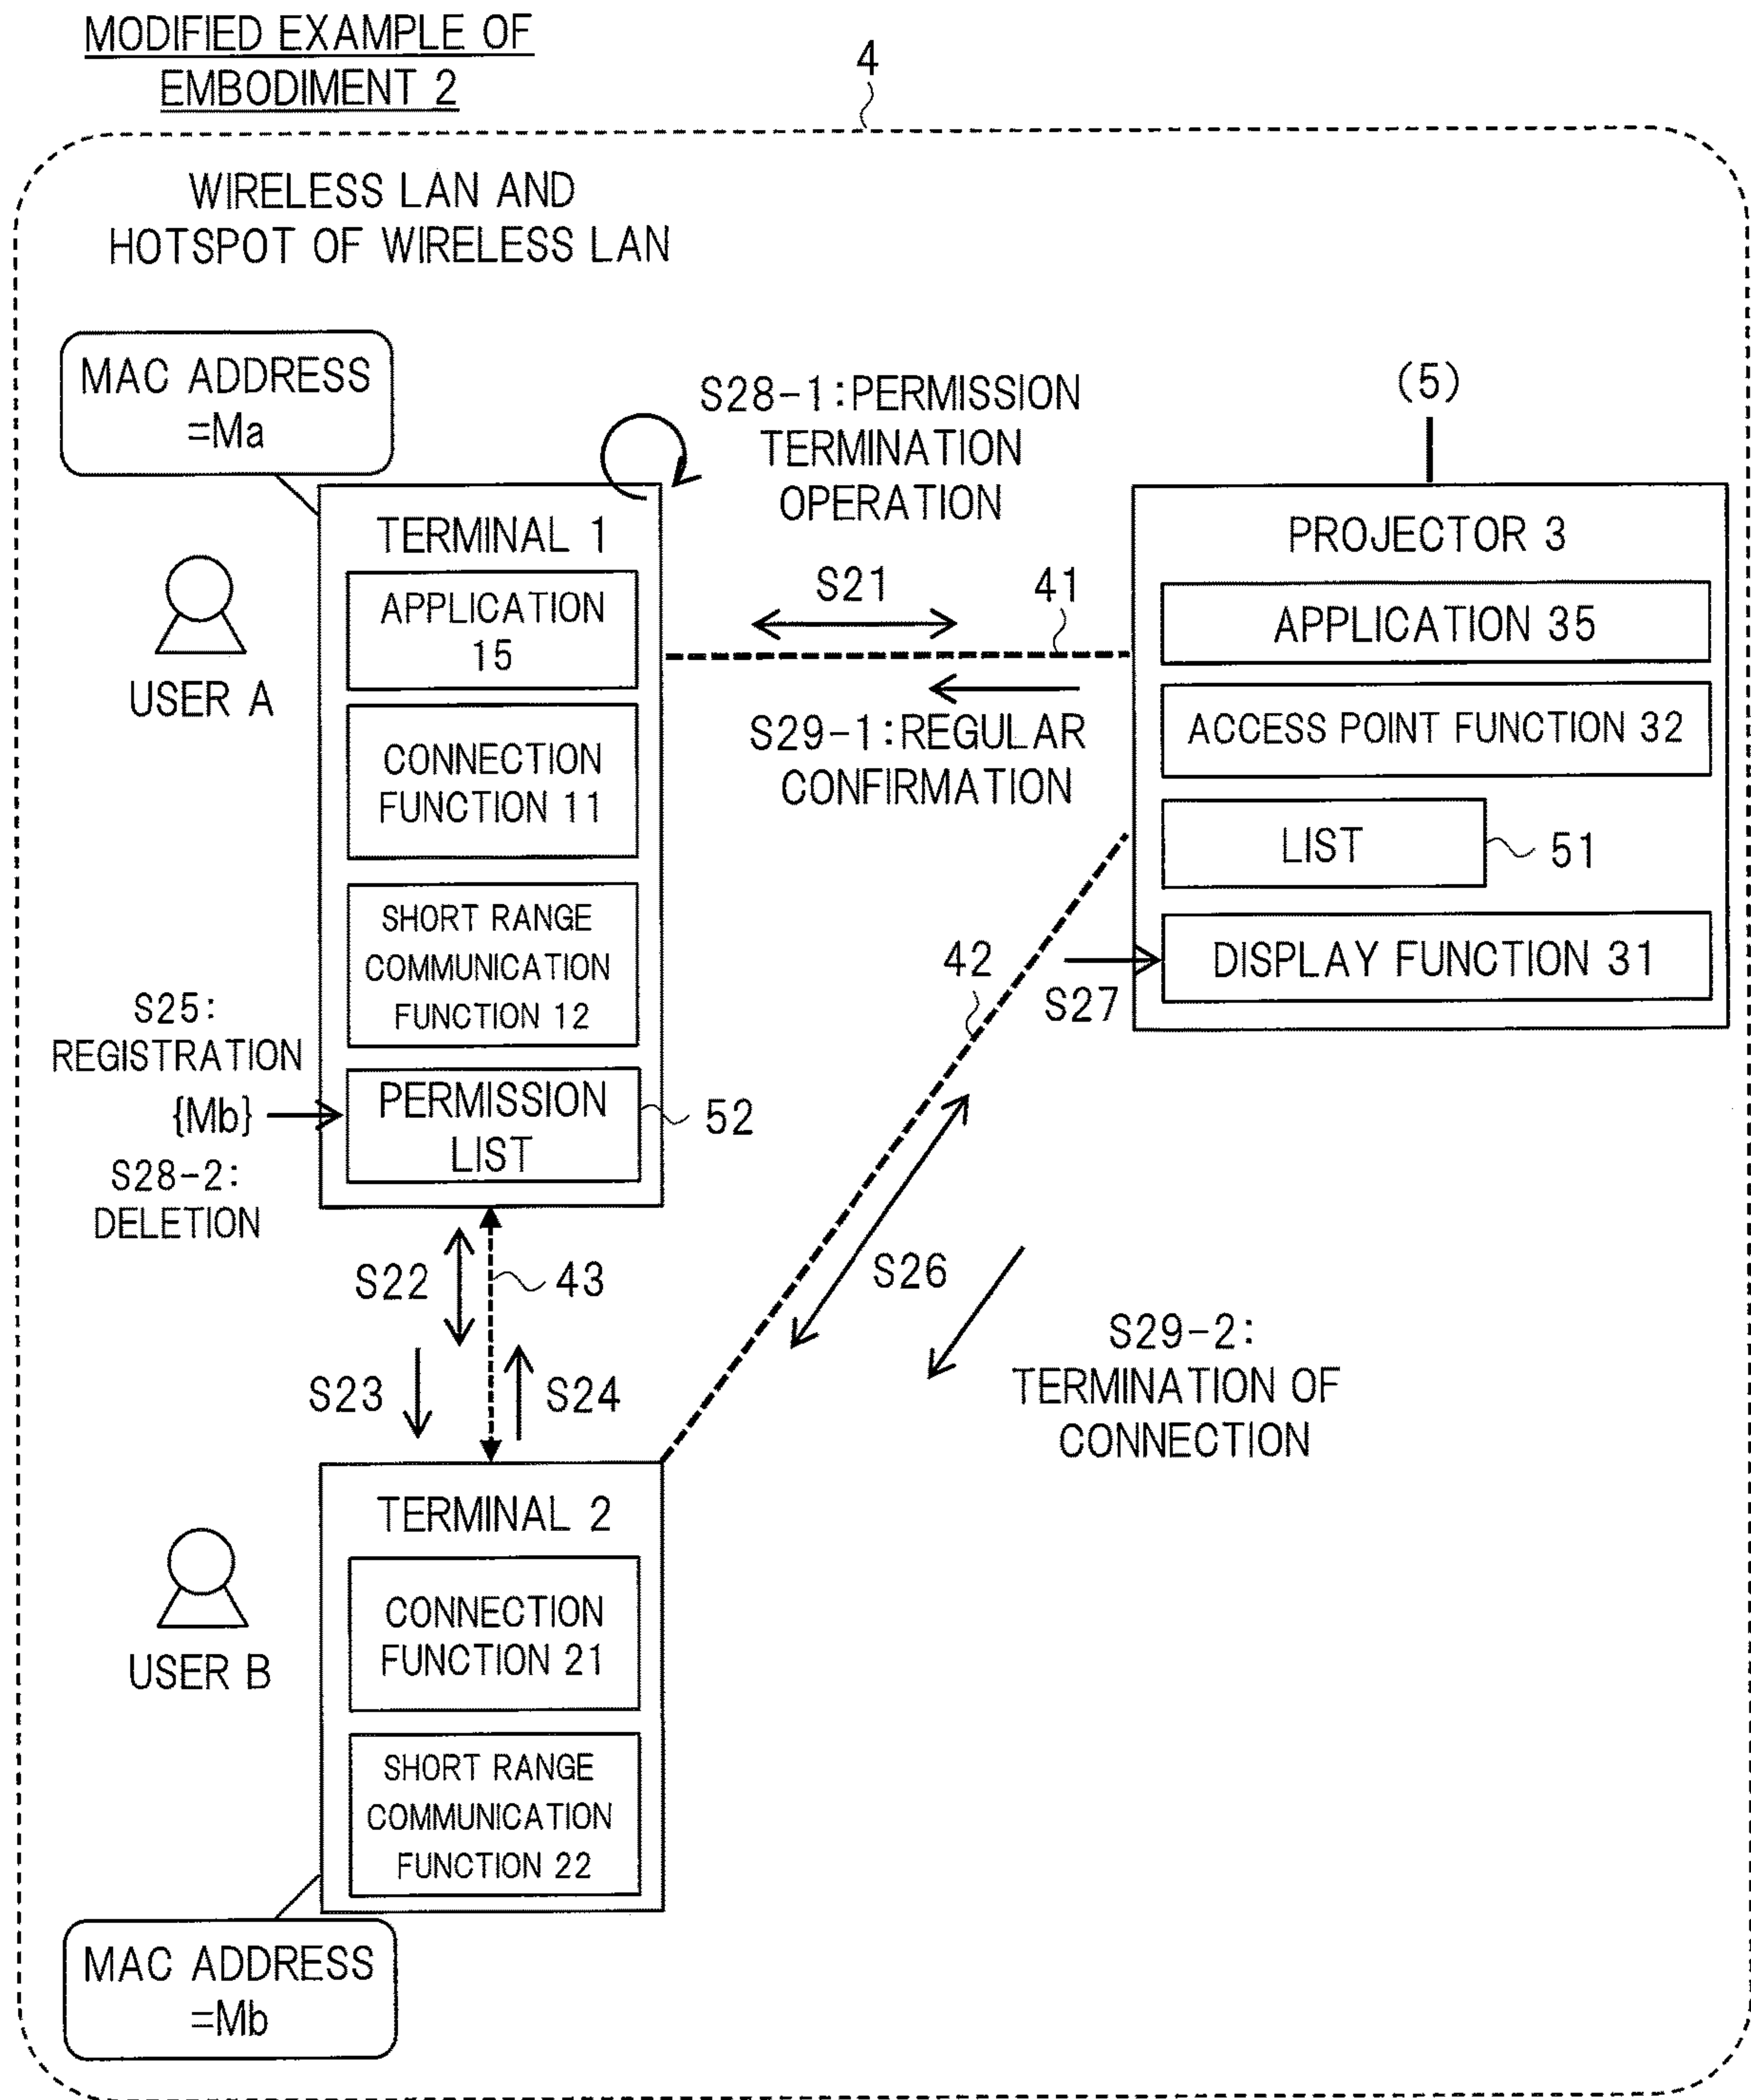 MODIFIED EXAMPLE OF
EMBODIMENT 2
4
WIRELESS LAN AND
HOTSPOT OF WIRELESS LAN
MAC ADDRESS
=Ma
S28-1:PERMISSION
TERMINATION
OPERATION
(5)
TERMINAL 1
APPLICATION
15
CONNECTION
FUNCTION 11
SHORT RANGE
COMMUNICATION
FUNCTION 12
PERMISSION
LIST
52
USER A
S21
41
S29-1:REGULAR
CONFIRMATION
PROJECTOR 3
APPLICATION 35
ACCESS POINT FUNCTION 32
LIST
51
DISPLAY FUNCTION 31
S27
42
S25:
REGISTRATION
{Mb}
S28-2:
DELETION
S22
43
S23
S24
S26
S29-2:
TERMINATION OF
CONNECTION
TERMINAL 2
CONNECTION
FUNCTION 21
SHORT RANGE
COMMUNICATION
FUNCTION 22
USER B
MAC ADDRESS
=Mb